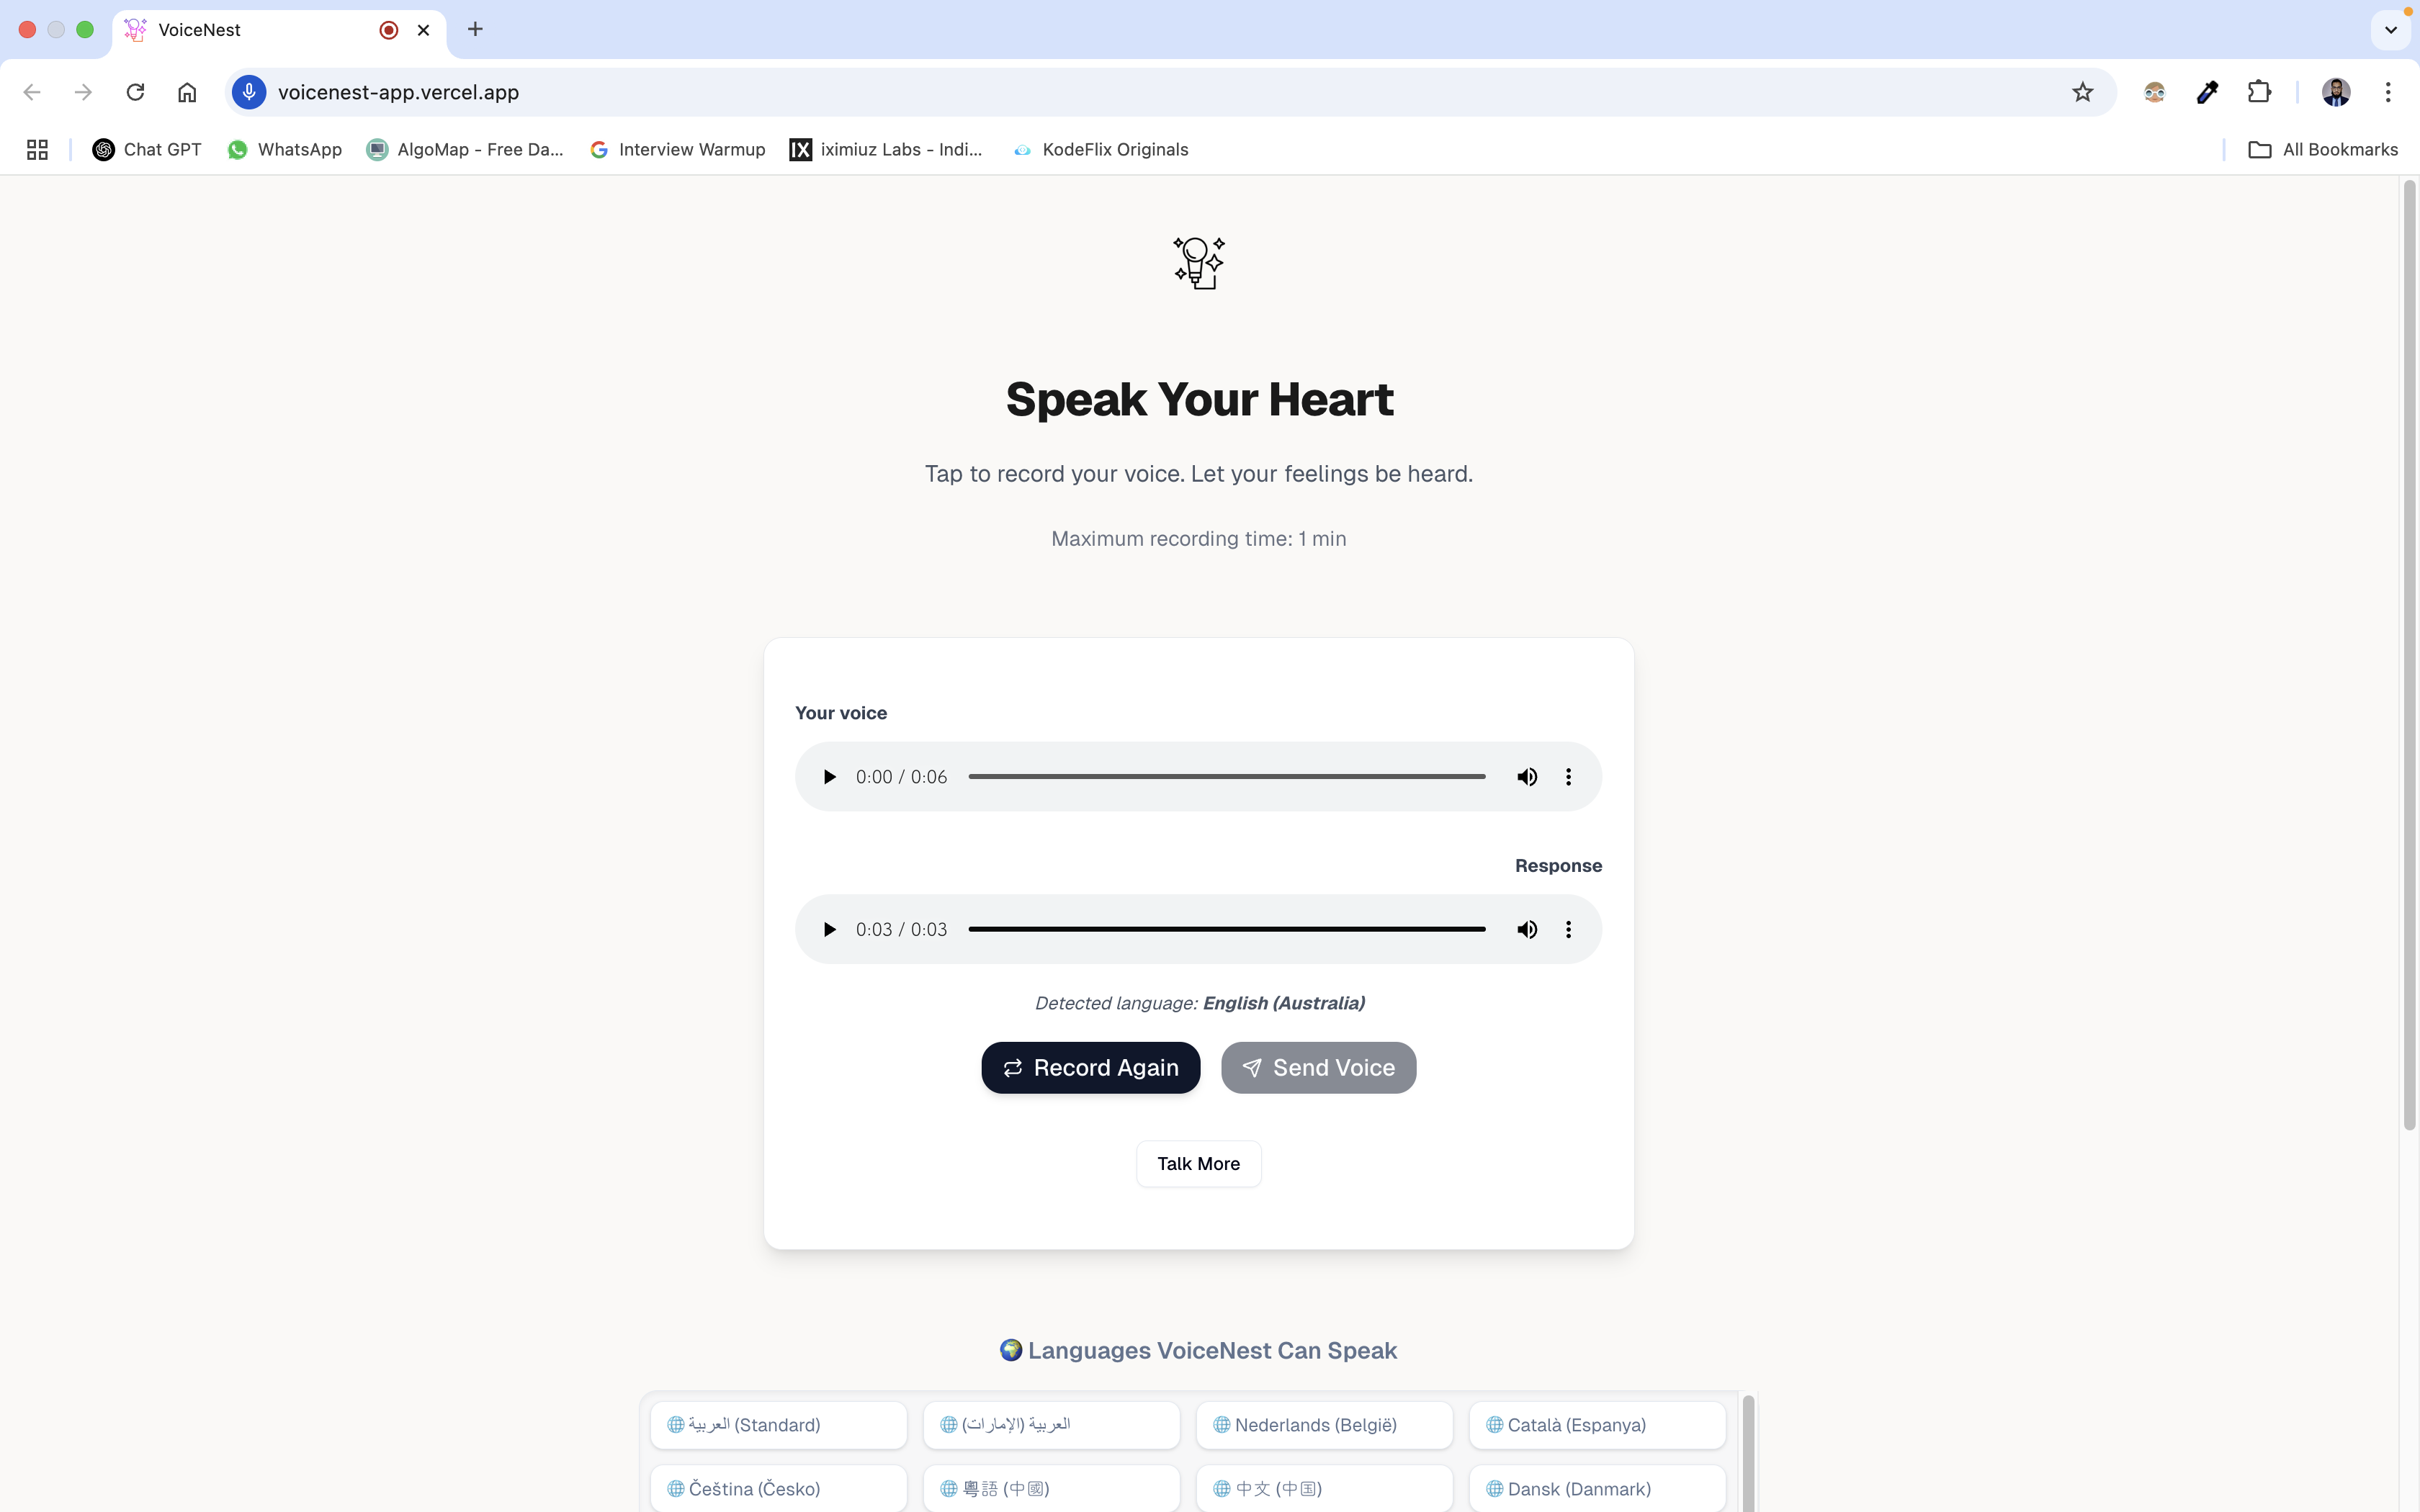 VoiceNest
voicenest-app.vercel.app
Chat GPT
WhatsApp
AlgoMap - Free Da...
Interview Warmup
IX
iximiuz Labs - Indi...
KodeFlix Originals
All Bookmarks
Speak Your Heart
Tap to record your voice. Let your feelings be heard.
Maximum recording time: 1 min
Your voice
0:00 / 0:06
Response
0:03 / 0:03
Detected language: English (Australia)
Record Again
Send Voice
Talk More
Languages VoiceNest Can Speak
العربية (Standard)
العربية (الإمارات)
Nederlands (België)
Català (Espanya)
Čeština (Česko)
粵語 (中國)
中文 (中国)
Dansk (Danmark)